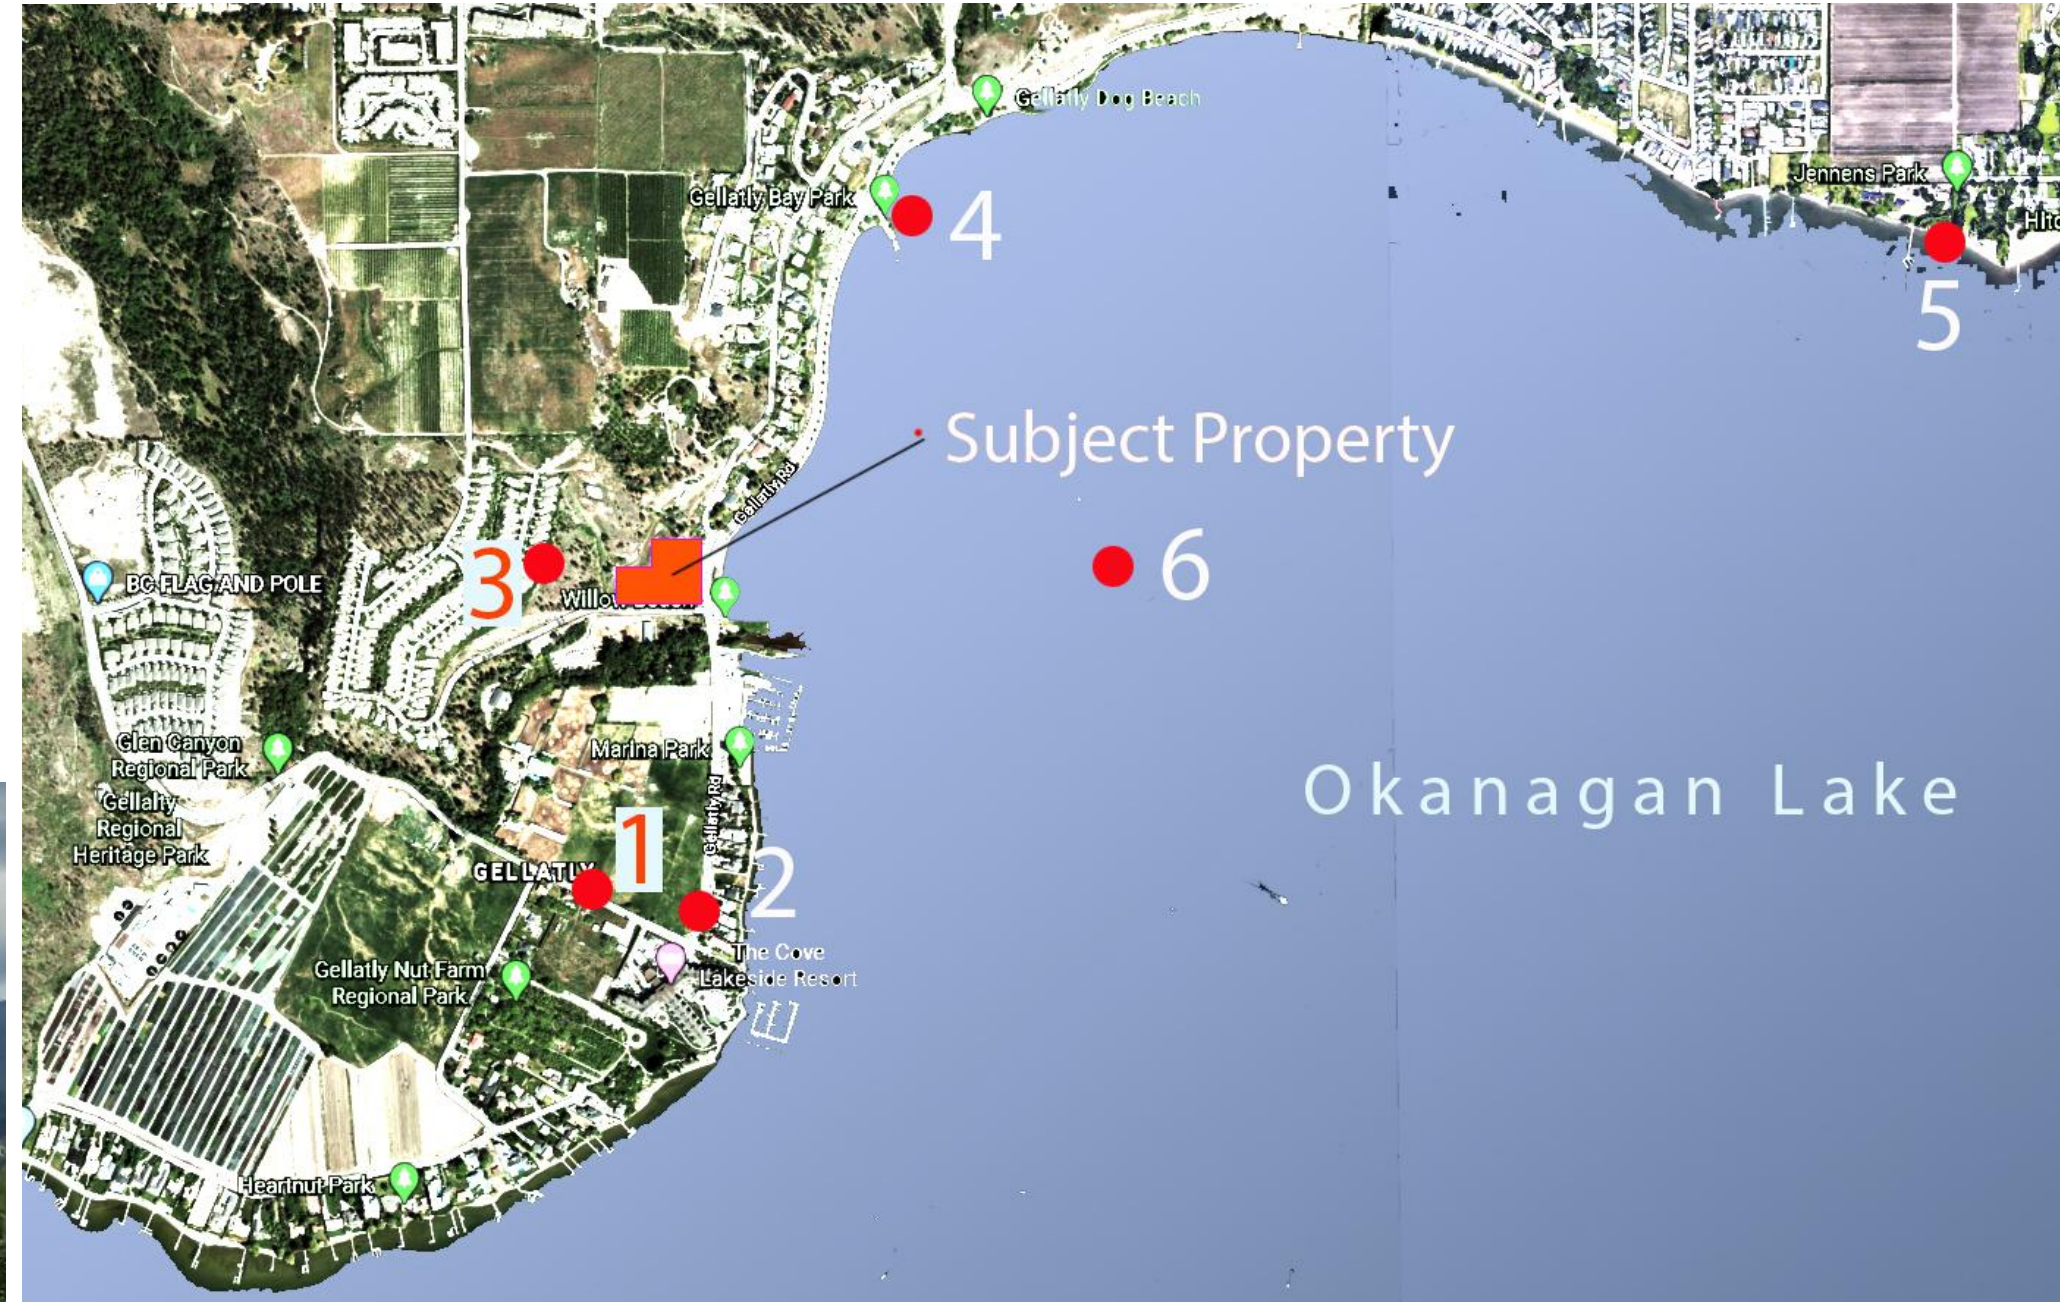 Gellatly Dog Beach
Jennens Park
Gellatly Bay Park
4
5
Subject Property
Gellatly Rd
6
3
BC FLAG AND POLE
Willow Beach
Glen Canyon
Regional Park
Marina Park
Okanagan Lake
Gellalty
Regional
Heritage Park
Gellatly Rd
1
2
GELLATLY
The Cove
Lakeside Resort
Gellatly Nut Farm
Regional Park
Heartnut Park